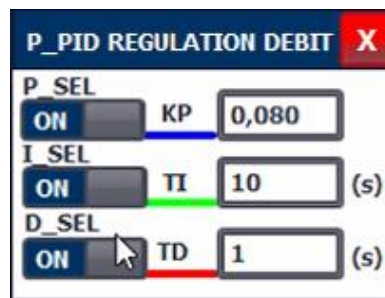 P_PID REGULATION DEBIT X
P_SEL
ON KP 0,080
I_SEL
ON TI 10 (s)
D_SEL
ON TD 1 (s)